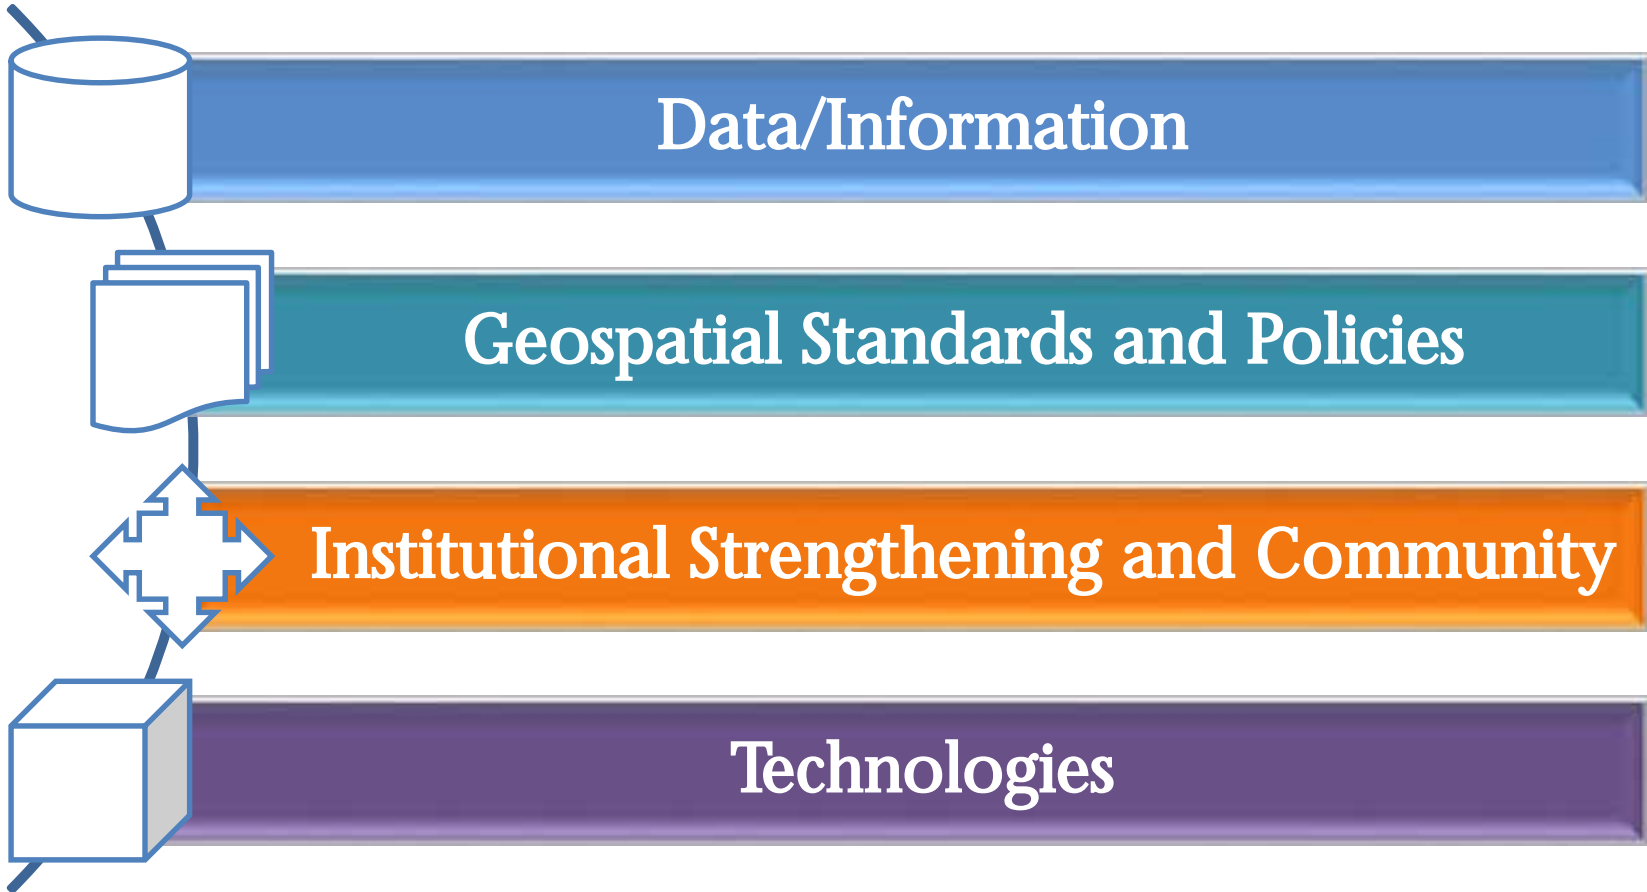 Data/Information
Geospatial Standards and Policies
Institutional Strengthening and Community
Technologies